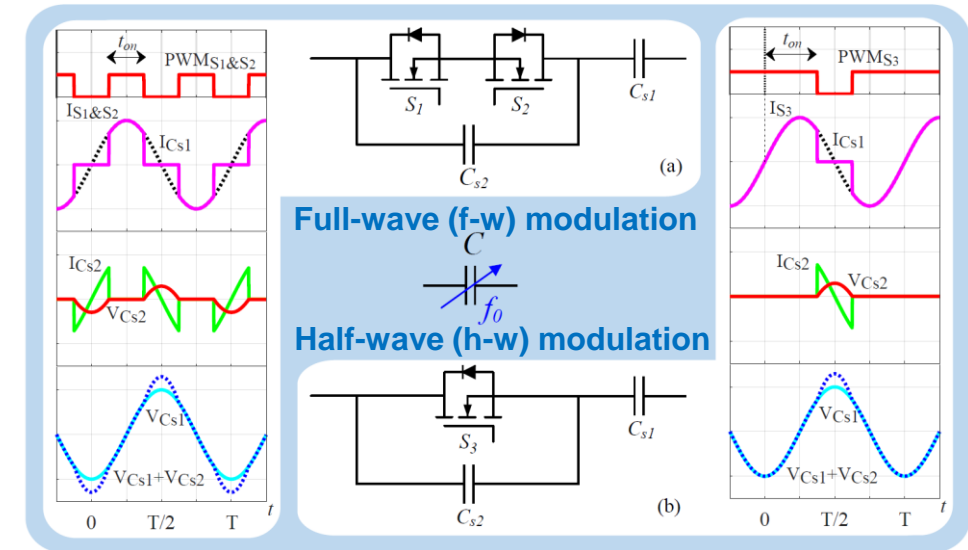 t_on
PWM_S1&S2
I_S1&S2
I_Cs1
I_Cs2
V_Cs2
V_Cs1
V_Cs1+V_Cs2
0 T/2 T t
S_1 S_2 C_s1
C_s2
(a)
Full-wave (f-w) modulation
C
f_0
Half-wave (h-w) modulation
S_3 C_s1
C_s2
(b)
t_on
PWM_S3
I_S3
I_Cs1
I_Cs2
V_Cs2
V_Cs1
V_Cs1+V_Cs2
0 T/2 T t